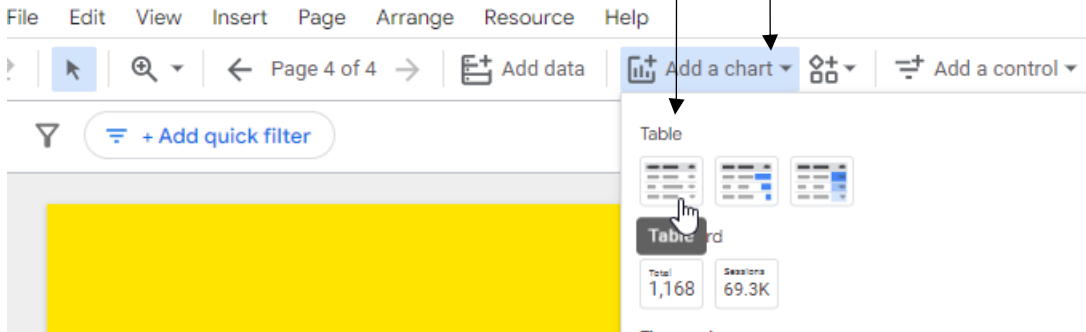 File Edit View Insert Page Arrange Resource Help
Page 4 of 4 Add data Add a chart Add a control
+ Add quick filter
Table
Table rd
Total Sessions
1,168 69.3K